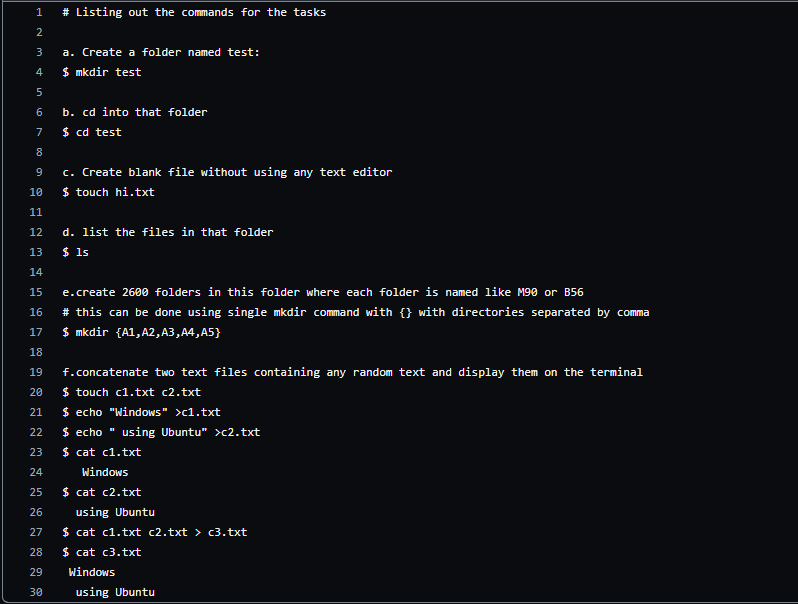 1 # Listing out the commands for the tasks
2
3 a. Create a folder named test:
4 $ mkdir test
5
6 b. cd into that folder
7 $ cd test
8
9 c. Create blank file without using any text editor
10 $ touch hi.txt
11
12 d. list the files in that folder
13 $ ls
14
15 e.create 2600 folders in this folder where each folder is named like M90 or B56
16 # this can be done using single mkdir command with {} with directories separated by comma
17 $ mkdir {A1,A2,A3,A4,A5}
18
19 f.concatenate two text files containing any random text and display them on the terminal
20 $ touch c1.txt c2.txt
21 $ echo "Windows" >c1.txt
22 $ echo " using Ubuntu" >c2.txt
23 $ cat c1.txt
24    Windows
25 $ cat c2.txt
26   using Ubuntu
27 $ cat c1.txt c2.txt > c3.txt
28 $ cat c3.txt
29  Windows
30   using Ubuntu